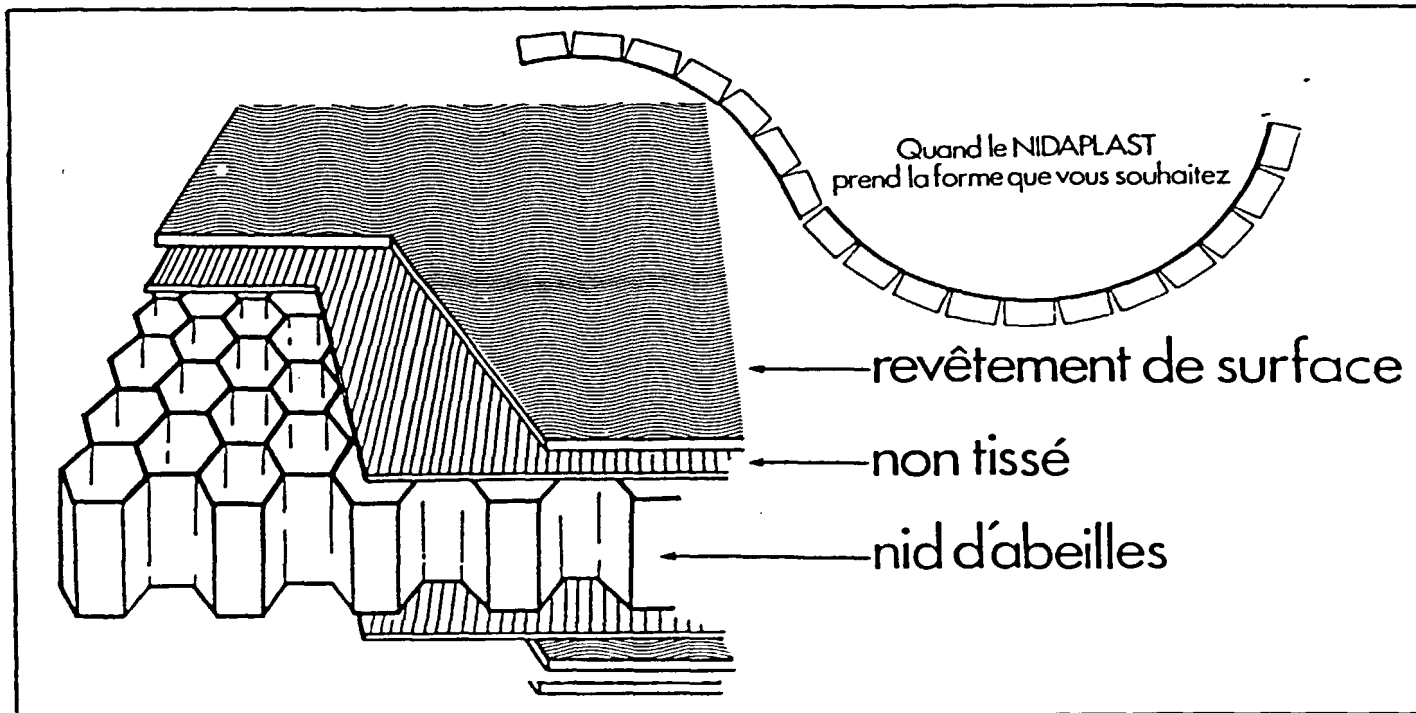 Quand le NIDAPLAST
prend la forme que vous souhaitez
revêtement de surface
non tissé
nid d'abeilles